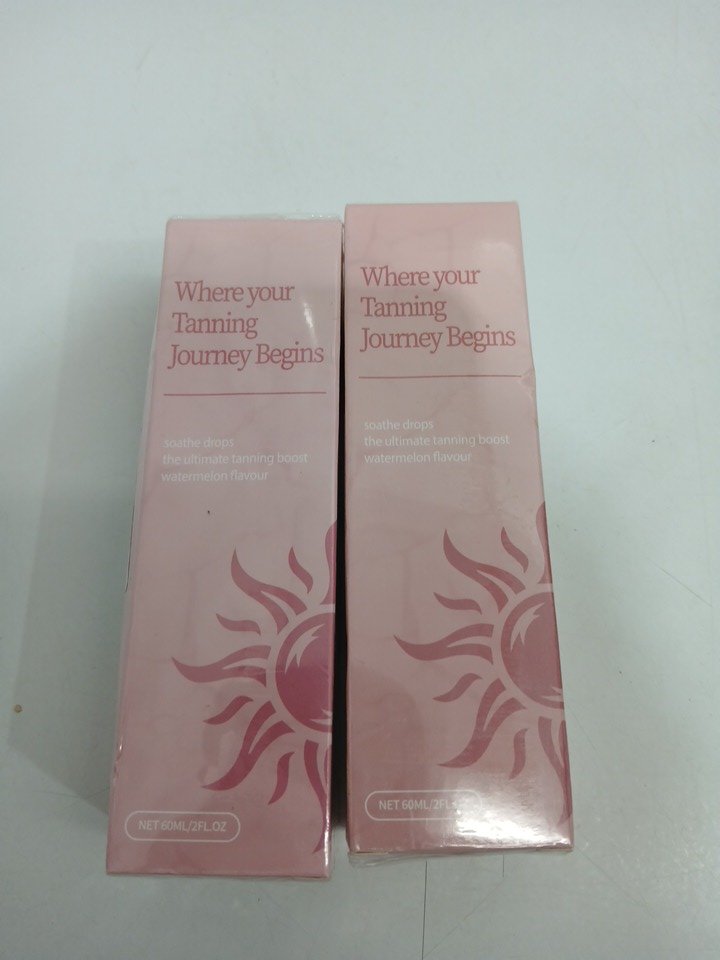 Where your
Tanning
Journey Begins
soathe drops
the ultimate tanning boost
watermelon flavour
NET 60ML/2FL.OZ
Where your
Tanning
Journey Begins
soathe drops
the ultimate tanning boost
watermelon flavour
NET 60ML/2FL